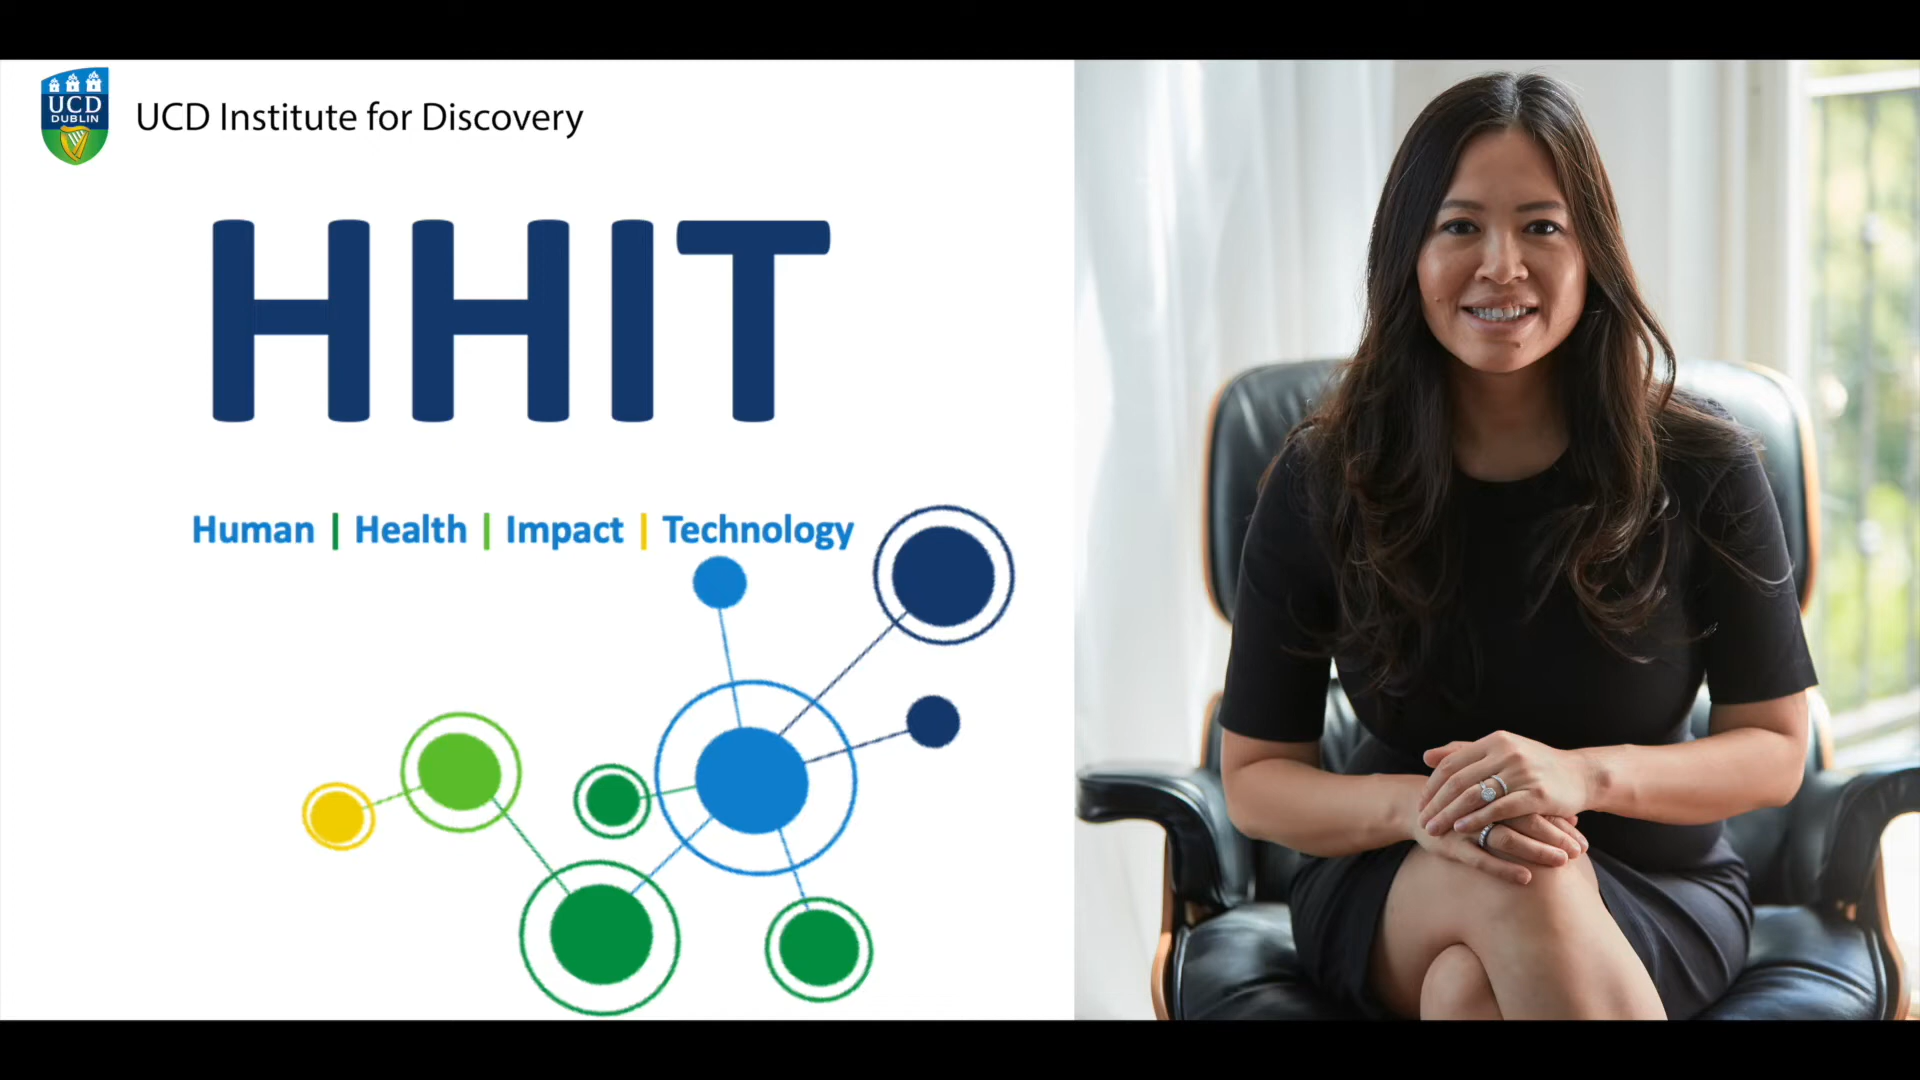 UCD
DUBLIN
UCD Institute for Discovery
HHIT
Human | Health | Impact | Technology